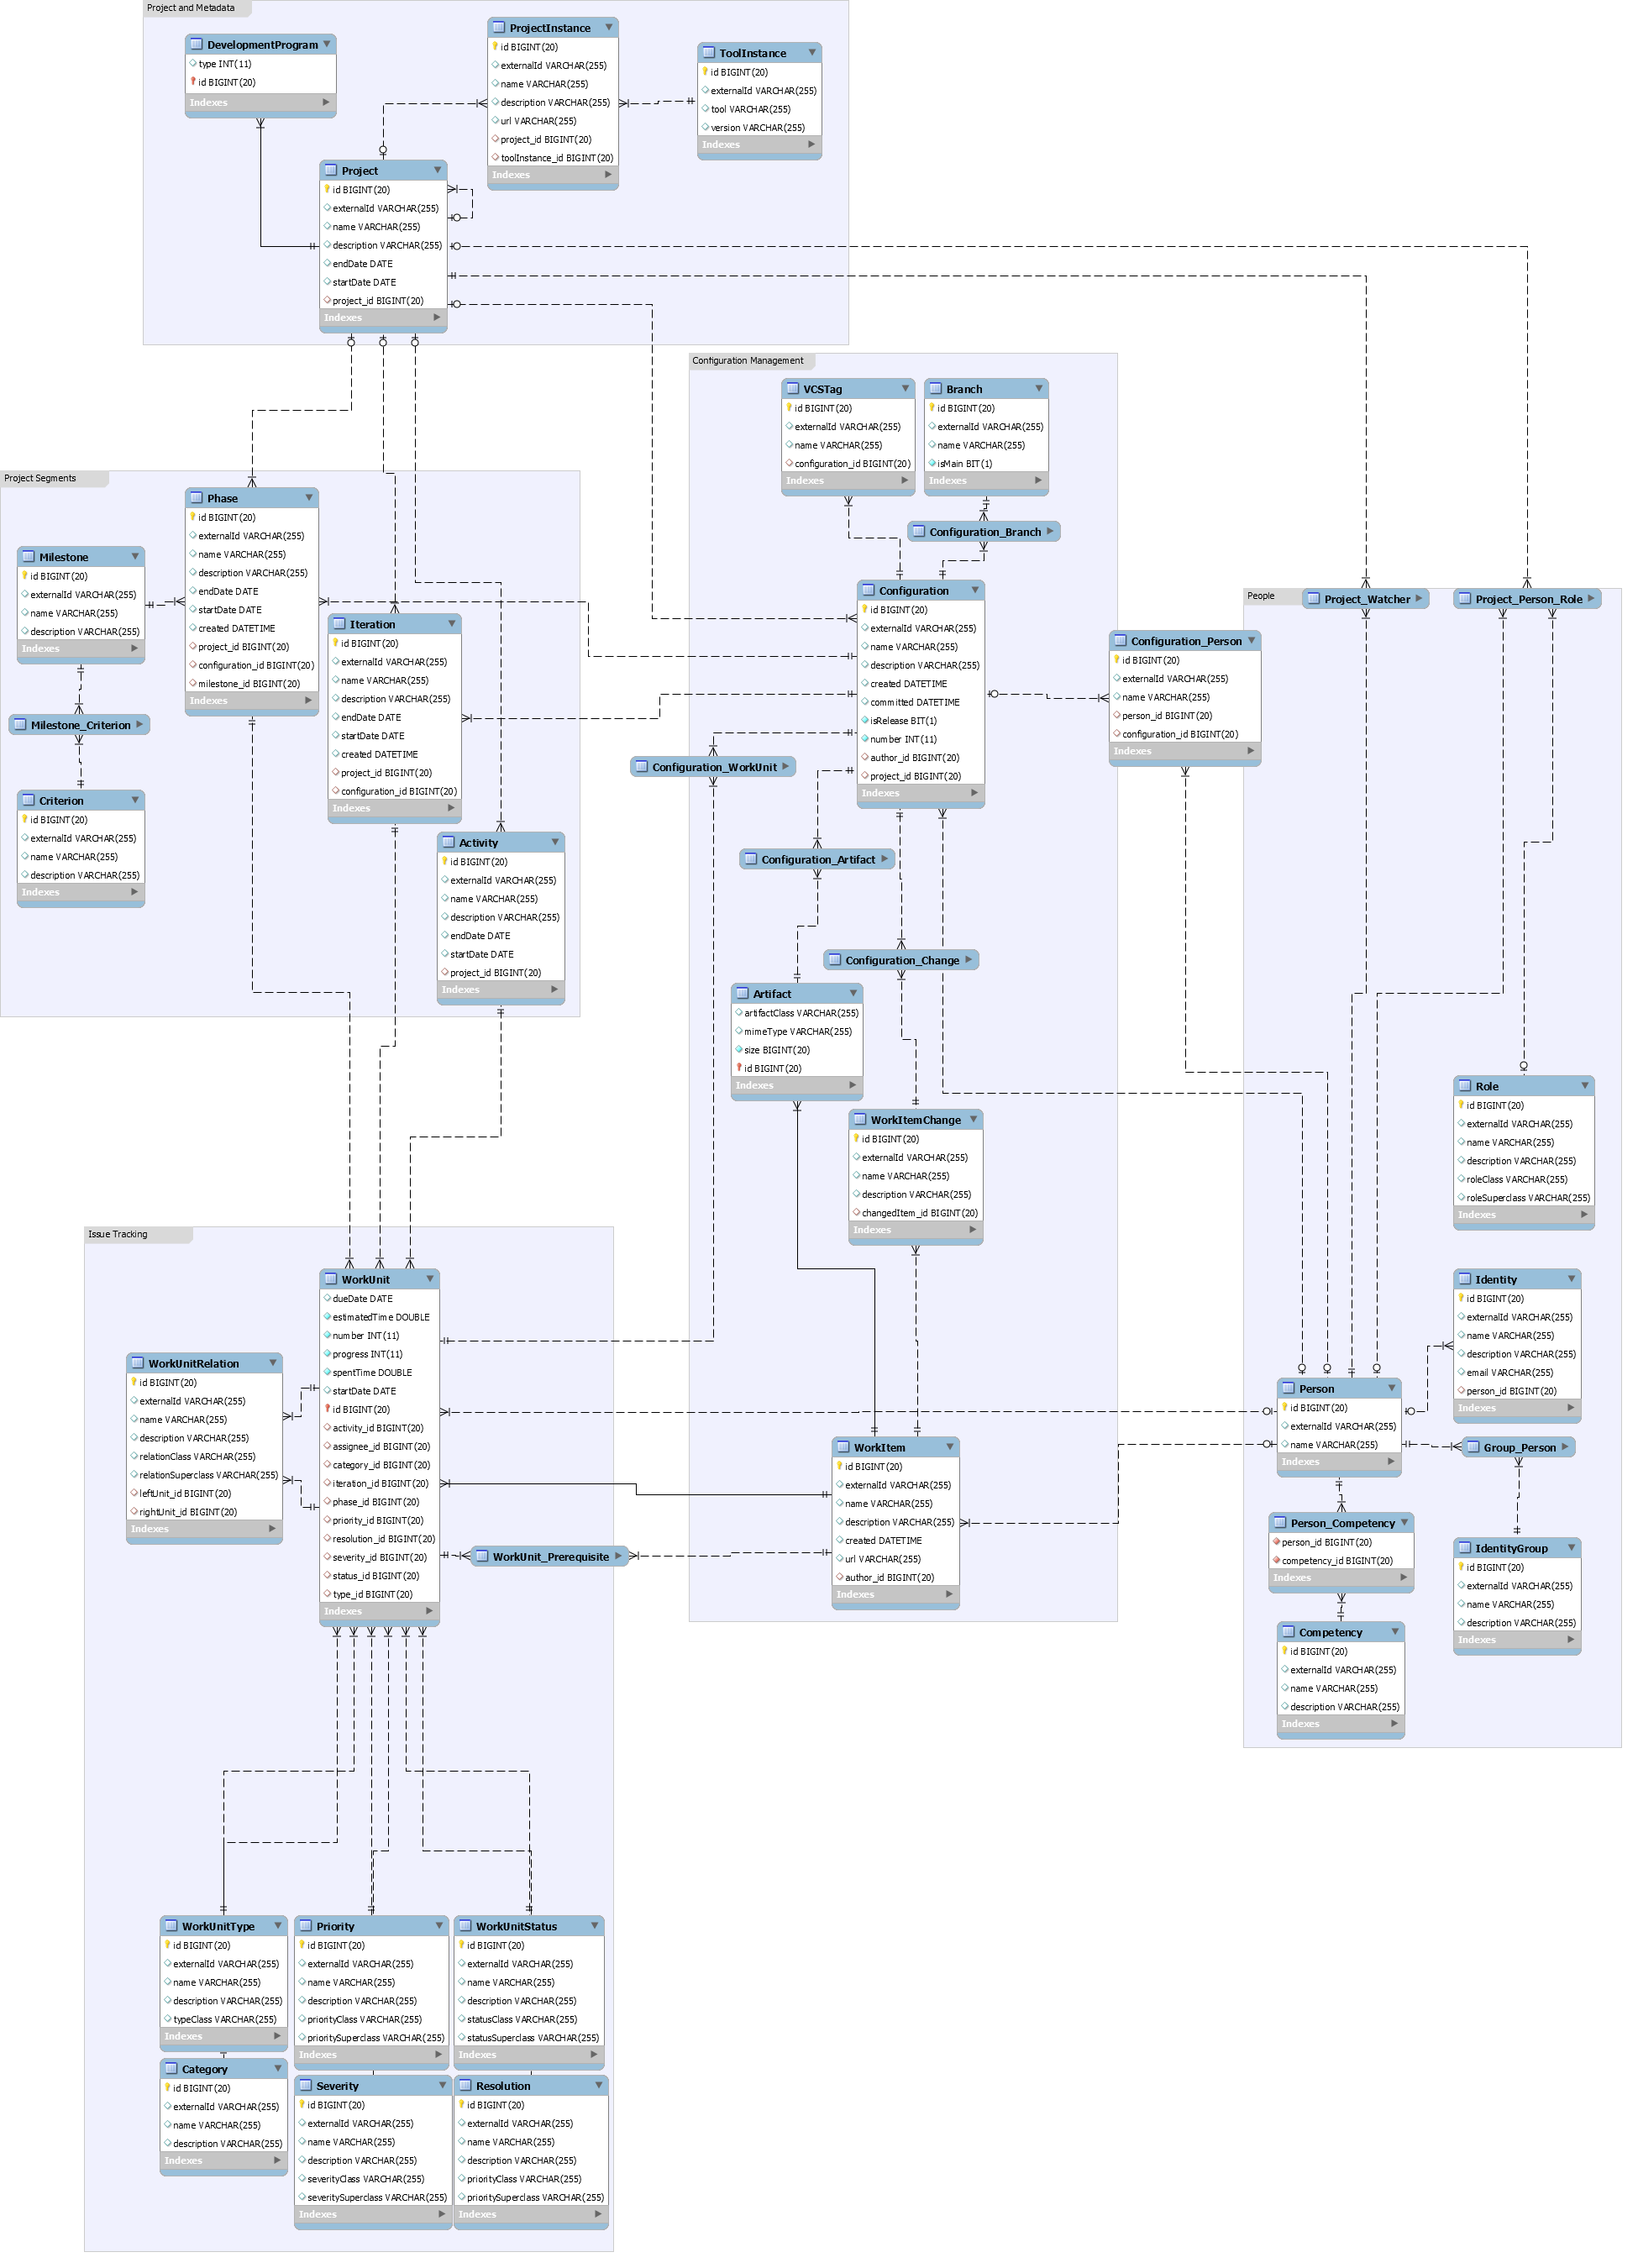 Project and Metadata
DevelopmentProgram
type INT(11)
id BIGINT(20)
Indexes
ProjectInstance
id BIGINT(20)
externalId VARCHAR(255)
name VARCHAR(255)
description VARCHAR(255)
url VARCHAR(255)
project_id BIGINT(20)
toolInstance_id BIGINT(20)
Indexes
ToolInstance
id BIGINT(20)
externalId VARCHAR(255)
tool VARCHAR(255)
version VARCHAR(255)
Indexes
Project
id BIGINT(20)
externalId VARCHAR(255)
name VARCHAR(255)
description VARCHAR(255)
endDate DATE
startDate DATE
project_id BIGINT(20)
Indexes
Project Segments
Phase
id BIGINT(20)
externalId VARCHAR(255)
name VARCHAR(255)
description VARCHAR(255)
endDate DATE
startDate DATE
created DATETIME
project_id BIGINT(20)
configuration_id BIGINT(20)
milestone_id BIGINT(20)
Indexes
Milestone
id BIGINT(20)
externalId VARCHAR(255)
name VARCHAR(255)
description VARCHAR(255)
Indexes
Milestone_Criterion
Criterion
id BIGINT(20)
externalId VARCHAR(255)
name VARCHAR(255)
description VARCHAR(255)
Indexes
Iteration
id BIGINT(20)
externalId VARCHAR(255)
name VARCHAR(255)
description VARCHAR(255)
endDate DATE
startDate DATE
created DATETIME
project_id BIGINT(20)
configuration_id BIGINT(20)
Indexes
Activity
id BIGINT(20)
externalId VARCHAR(255)
name VARCHAR(255)
description VARCHAR(255)
endDate DATE
startDate DATE
project_id BIGINT(20)
Indexes
Configuration Management
VCSTag
id BIGINT(20)
externalId VARCHAR(255)
name VARCHAR(255)
configuration_id BIGINT(20)
Indexes
Branch
id BIGINT(20)
externalId VARCHAR(255)
name VARCHAR(255)
isMain BIT(1)
Indexes
Configuration_Branch
Configuration
id BIGINT(20)
externalId VARCHAR(255)
name VARCHAR(255)
description VARCHAR(255)
created DATETIME
committed DATETIME
isRelease BIT(1)
number INT(11)
author_id BIGINT(20)
project_id BIGINT(20)
Indexes
Configuration_WorkUnit
Configuration_Artifact
Configuration_Change
Artifact
artifactClass VARCHAR(255)
mimeType VARCHAR(255)
size BIGINT(20)
id BIGINT(20)
Indexes
WorkItemChange
id BIGINT(20)
externalId VARCHAR(255)
name VARCHAR(255)
description VARCHAR(255)
changedItem_id BIGINT(20)
Indexes
WorkItem
id BIGINT(20)
externalId VARCHAR(255)
name VARCHAR(255)
description VARCHAR(255)
created DATETIME
url VARCHAR(255)
author_id BIGINT(20)
Indexes
People
Project_Watcher
Project_Person_Role
Configuration_Person
id BIGINT(20)
externalId VARCHAR(255)
name VARCHAR(255)
person_id BIGINT(20)
configuration_id BIGINT(20)
Indexes
Role
id BIGINT(20)
externalId VARCHAR(255)
name VARCHAR(255)
description VARCHAR(255)
roleClass VARCHAR(255)
roleSuperclass VARCHAR(255)
Indexes
Identity
id BIGINT(20)
externalId VARCHAR(255)
name VARCHAR(255)
description VARCHAR(255)
email VARCHAR(255)
person_id BIGINT(20)
Indexes
Person
id BIGINT(20)
externalId VARCHAR(255)
name VARCHAR(255)
Indexes
Group_Person
Person_Competency
person_id BIGINT(20)
competency_id BIGINT(20)
Indexes
IdentityGroup
id BIGINT(20)
externalId VARCHAR(255)
name VARCHAR(255)
description VARCHAR(255)
Indexes
Competency
id BIGINT(20)
externalId VARCHAR(255)
name VARCHAR(255)
description VARCHAR(255)
Indexes
Issue Tracking
WorkUnit
dueDate DATE
estimatedTime DOUBLE
number INT(11)
progress INT(11)
spentTime DOUBLE
startDate DATE
id BIGINT(20)
activity_id BIGINT(20)
assignee_id BIGINT(20)
category_id BIGINT(20)
iteration_id BIGINT(20)
phase_id BIGINT(20)
priority_id BIGINT(20)
resolution_id BIGINT(20)
severity_id BIGINT(20)
status_id BIGINT(20)
type_id BIGINT(20)
Indexes
WorkUnitRelation
id BIGINT(20)
externalId VARCHAR(255)
name VARCHAR(255)
description VARCHAR(255)
relationClass VARCHAR(255)
relationSuperclass VARCHAR(255)
leftUnit_id BIGINT(20)
rightUnit_id BIGINT(20)
Indexes
WorkUnit_Prerequisite
WorkUnitType
id BIGINT(20)
externalId VARCHAR(255)
name VARCHAR(255)
description VARCHAR(255)
typeClass VARCHAR(255)
Indexes
Priority
id BIGINT(20)
externalId VARCHAR(255)
name VARCHAR(255)
description VARCHAR(255)
priorityClass VARCHAR(255)
prioritySuperclass VARCHAR(255)
Indexes
WorkUnitStatus
id BIGINT(20)
externalId VARCHAR(255)
name VARCHAR(255)
description VARCHAR(255)
statusClass VARCHAR(255)
statusSuperclass VARCHAR(255)
Indexes
Category
id BIGINT(20)
externalId VARCHAR(255)
name VARCHAR(255)
description VARCHAR(255)
Indexes
Severity
id BIGINT(20)
externalId VARCHAR(255)
name VARCHAR(255)
description VARCHAR(255)
severityClass VARCHAR(255)
severitySuperclass VARCHAR(255)
Indexes
Resolution
id BIGINT(20)
externalId VARCHAR(255)
name VARCHAR(255)
description VARCHAR(255)
priorityClass VARCHAR(255)
prioritySuperclass VARCHAR(255)
Indexes